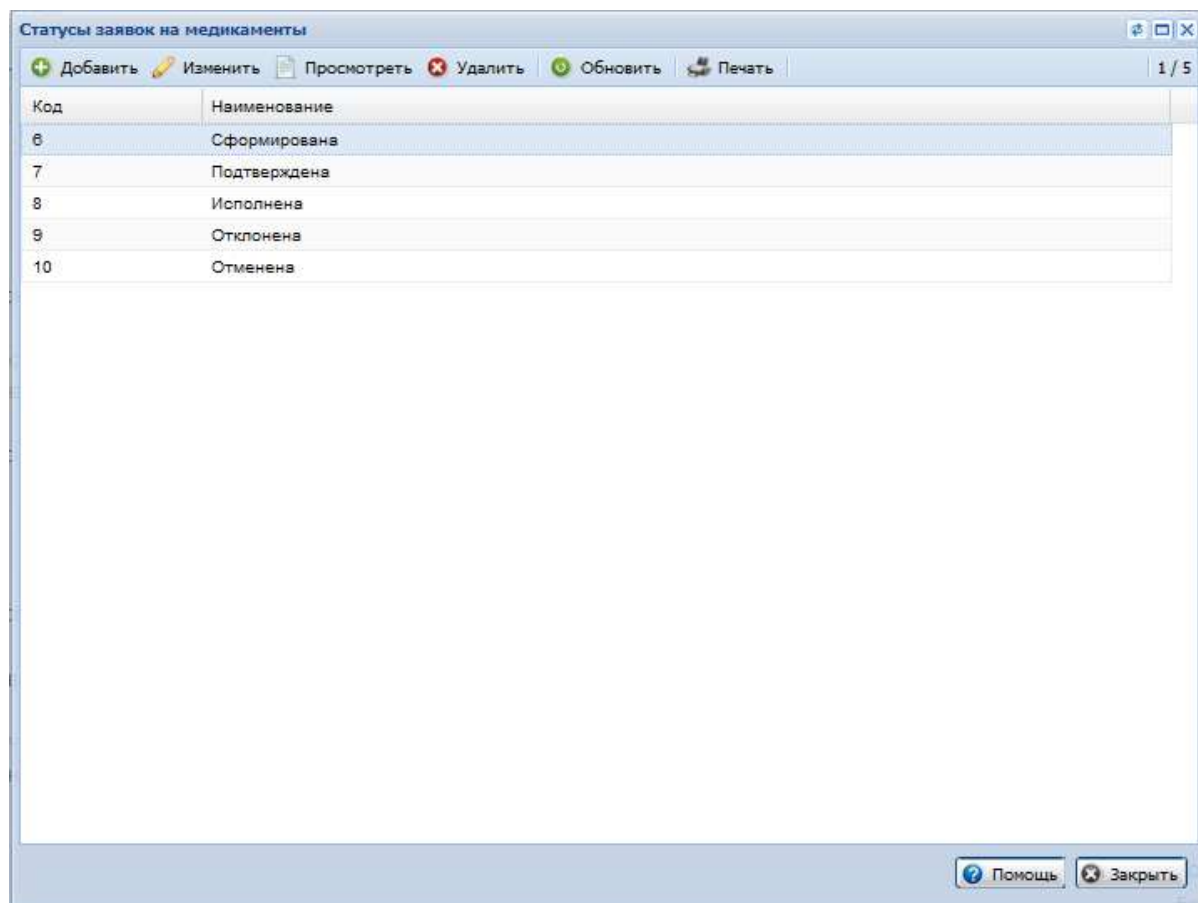 Статусы заявок на медикаменты
Добавить Изменить Просмотреть Удалить Обновить Печать 1 / 5
Код Наименование
6 Сформирована
7 Подтверждена
8 Исполнена
9 Отклонена
10 Отменена
Помощь Закрыть